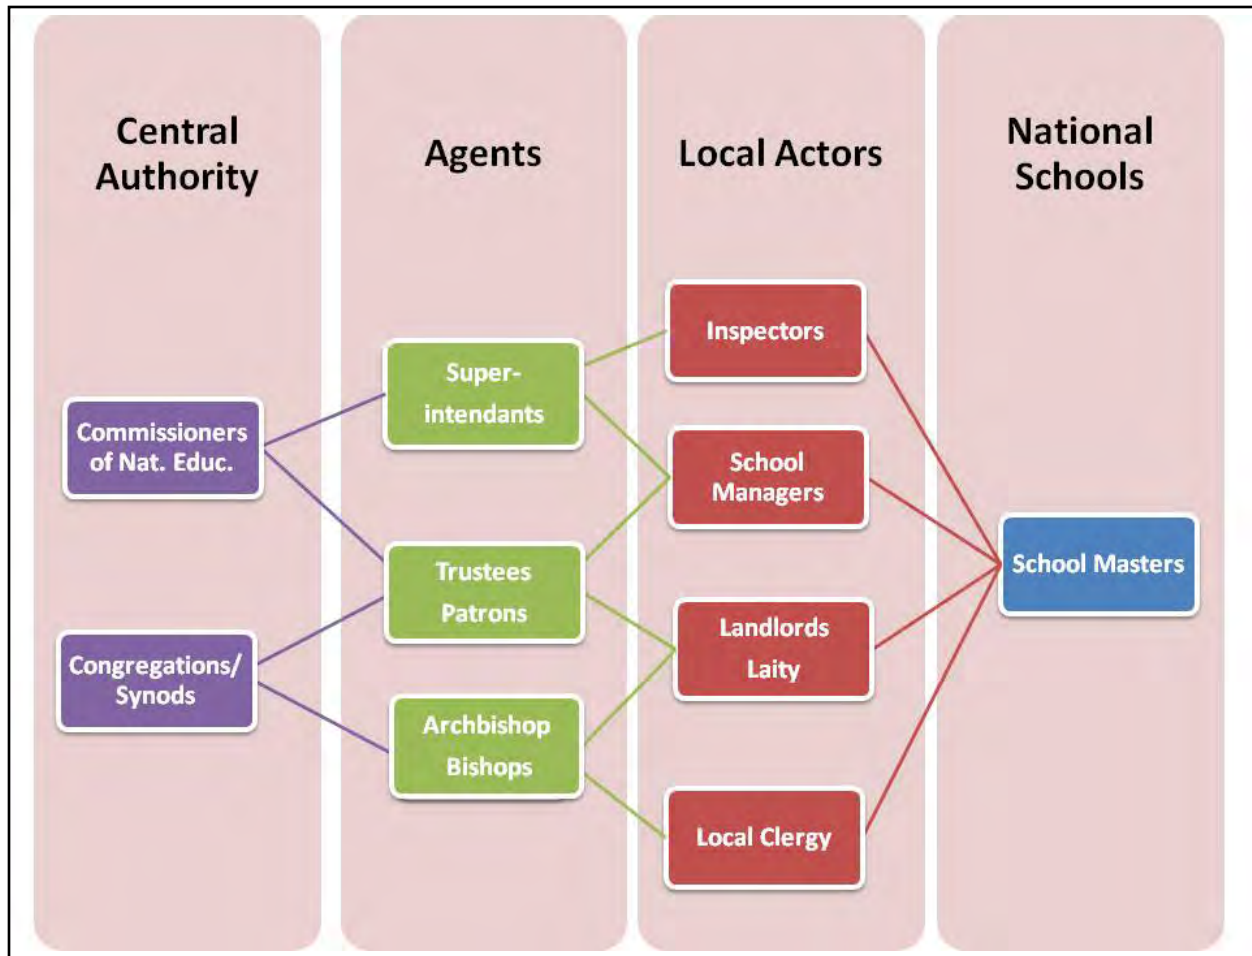 Central
Authority
Agents
Local Actors
National
Schools
Commissioners
of Nat. Educ.
Congregations/
Synods
Super-
intendants
Trustees
Patrons
Archbishop
Bishops
Inspectors
School
Managers
Landlords
Laity
Local Clergy
School Masters